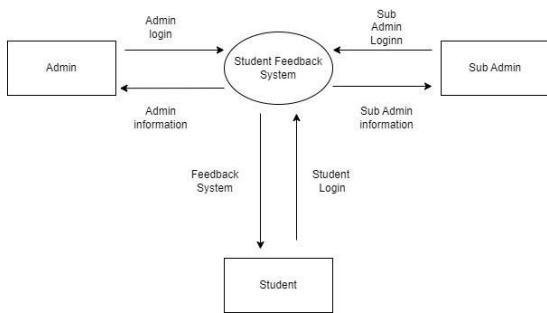 Admin
login
Sub
Admin
Loginn
Admin
Student Feedback
System
Sub Admin
Admin
information
Sub Admin
information
Feedback
System
Student
Login
Student